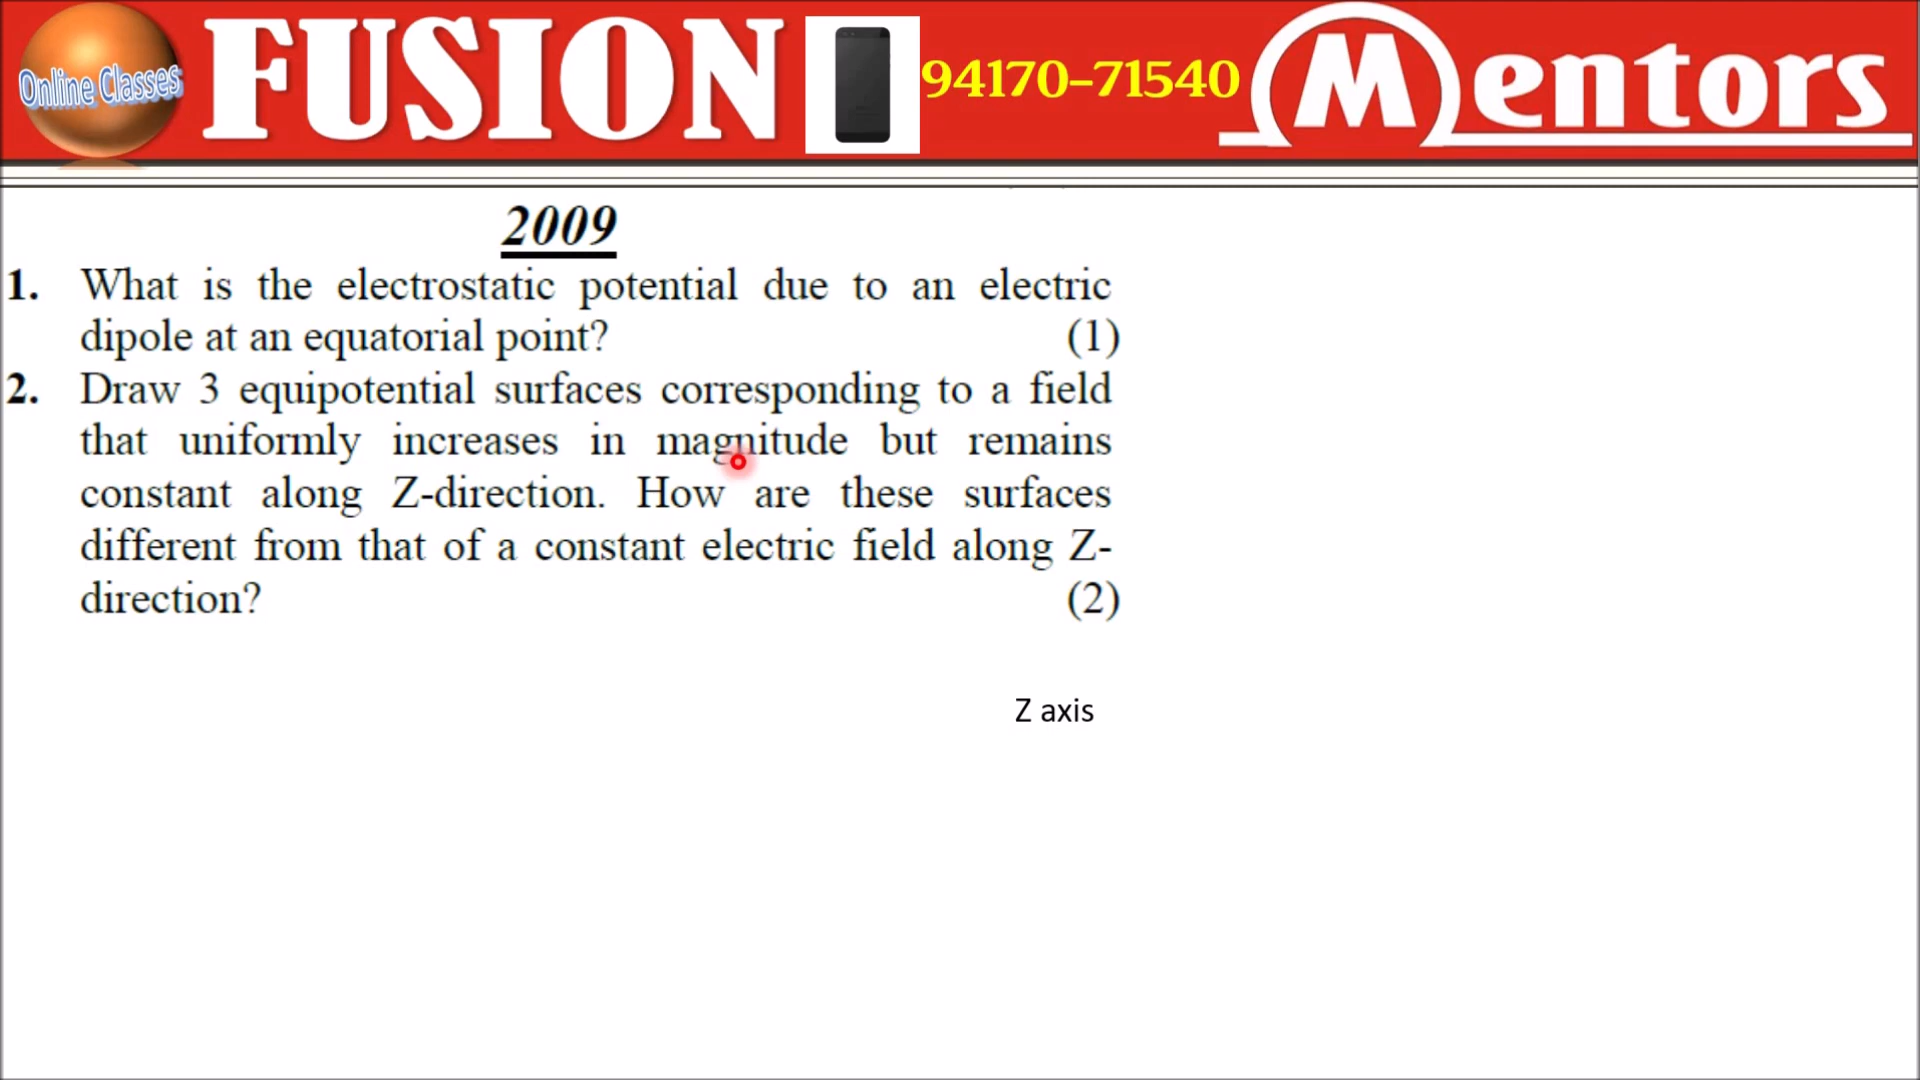 Online Classes FUSION 94170-71540 Mentors
2009
1. What is the electrostatic potential due to an electric
dipole at an equatorial point? (1)
2. Draw 3 equipotential surfaces corresponding to a field
that uniformly increases in magnitude but remains
constant along Z-direction. How are these surfaces
different from that of a constant electric field along Z-
direction? (2)
Z axis